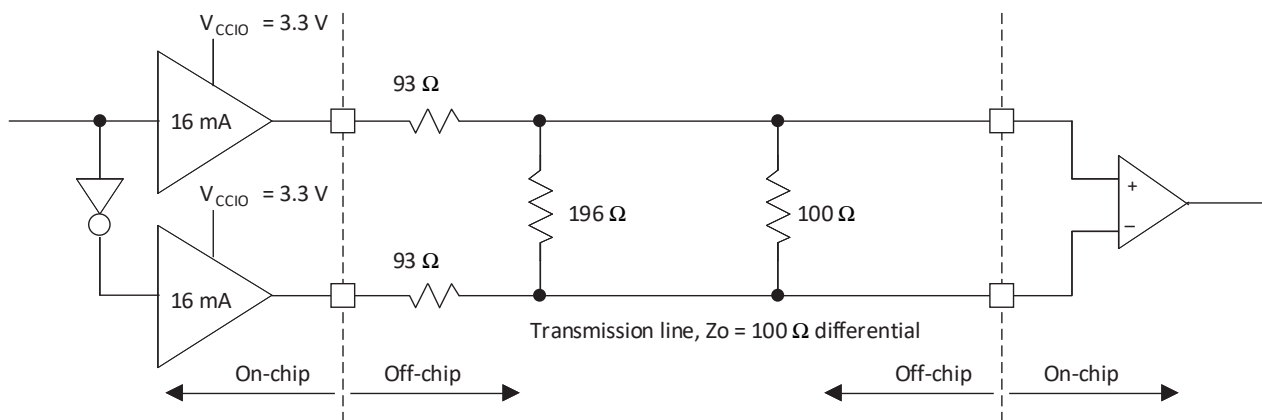 V_CCIO = 3.3 V
93 Ω
16 mA
V_CCIO = 3.3 V
196 Ω
100 Ω
+
−
93 Ω
16 mA
Transmission line, Zo = 100 Ω differential
On-chip
Off-chip
Off-chip
On-chip